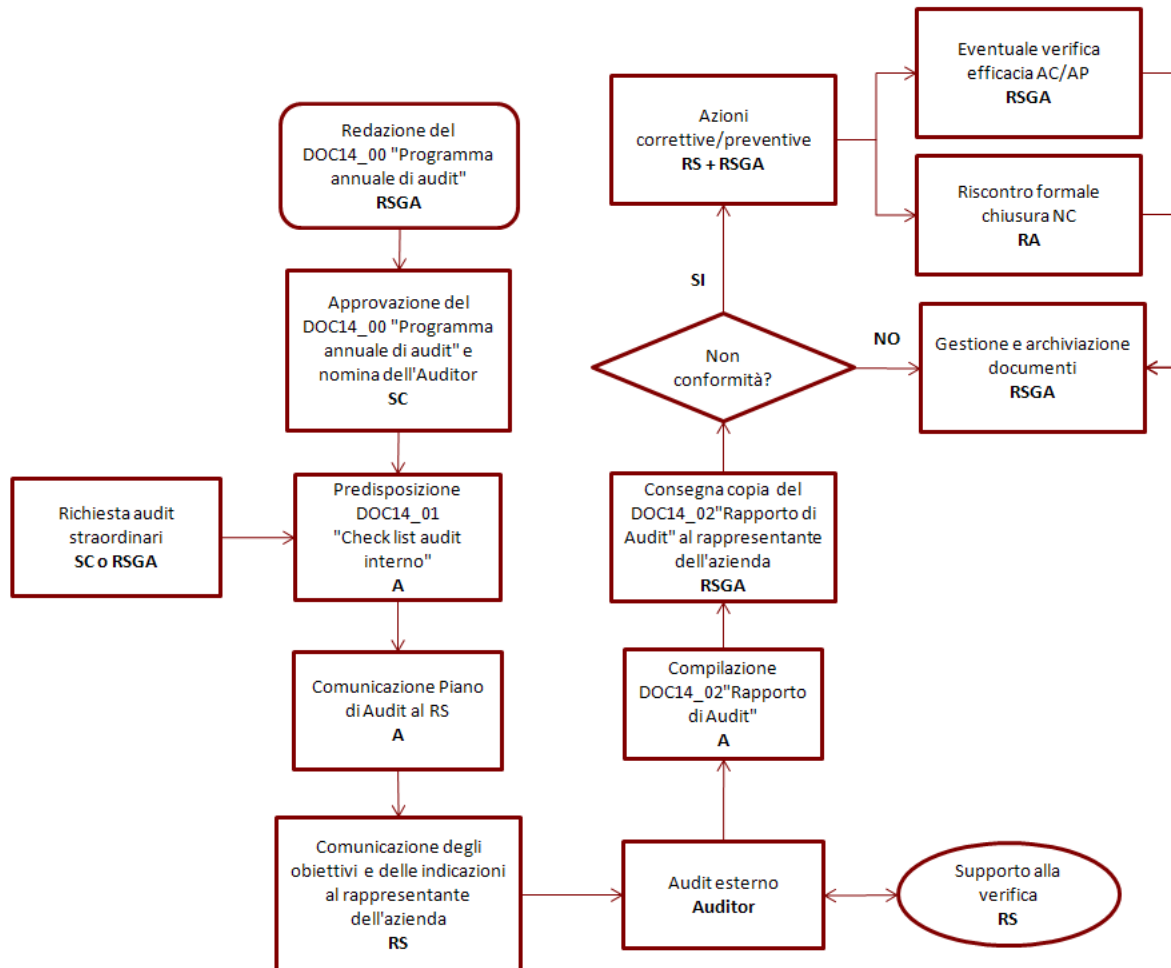 Redazione del
DOC14_00 "Programma
annuale di audit"
RSGA
Approvazione del
DOC14_00 "Programma
annuale di audit" e
nomina dell'Auditor
SC
Richiesta audit
straordinari
SC o RSGA
Predisposizione
DOC14_01
"Check list audit
interno"
A
Comunicazione Piano
di Audit al RS
A
Comunicazione degli
obiettivi e delle indicazioni
al rappresentante
dell'azienda
RS
Audit esterno
Auditor
Supporto alla
verifica
RS
Compilazione
DOC14_02"Rapporto
di Audit"
A
Consegna copia del
DOC14_02"Rapporto di
Audit" al rappresentante
dell'azienda
RSGA
Non
conformità?
SI
NO
Azioni
correttive/preventive
RS + RSGA
Eventuale verifica
efficacia AC/AP
RSGA
Riscontro formale
chiusura NC
RA
Gestione e archiviazione
documenti
RSGA